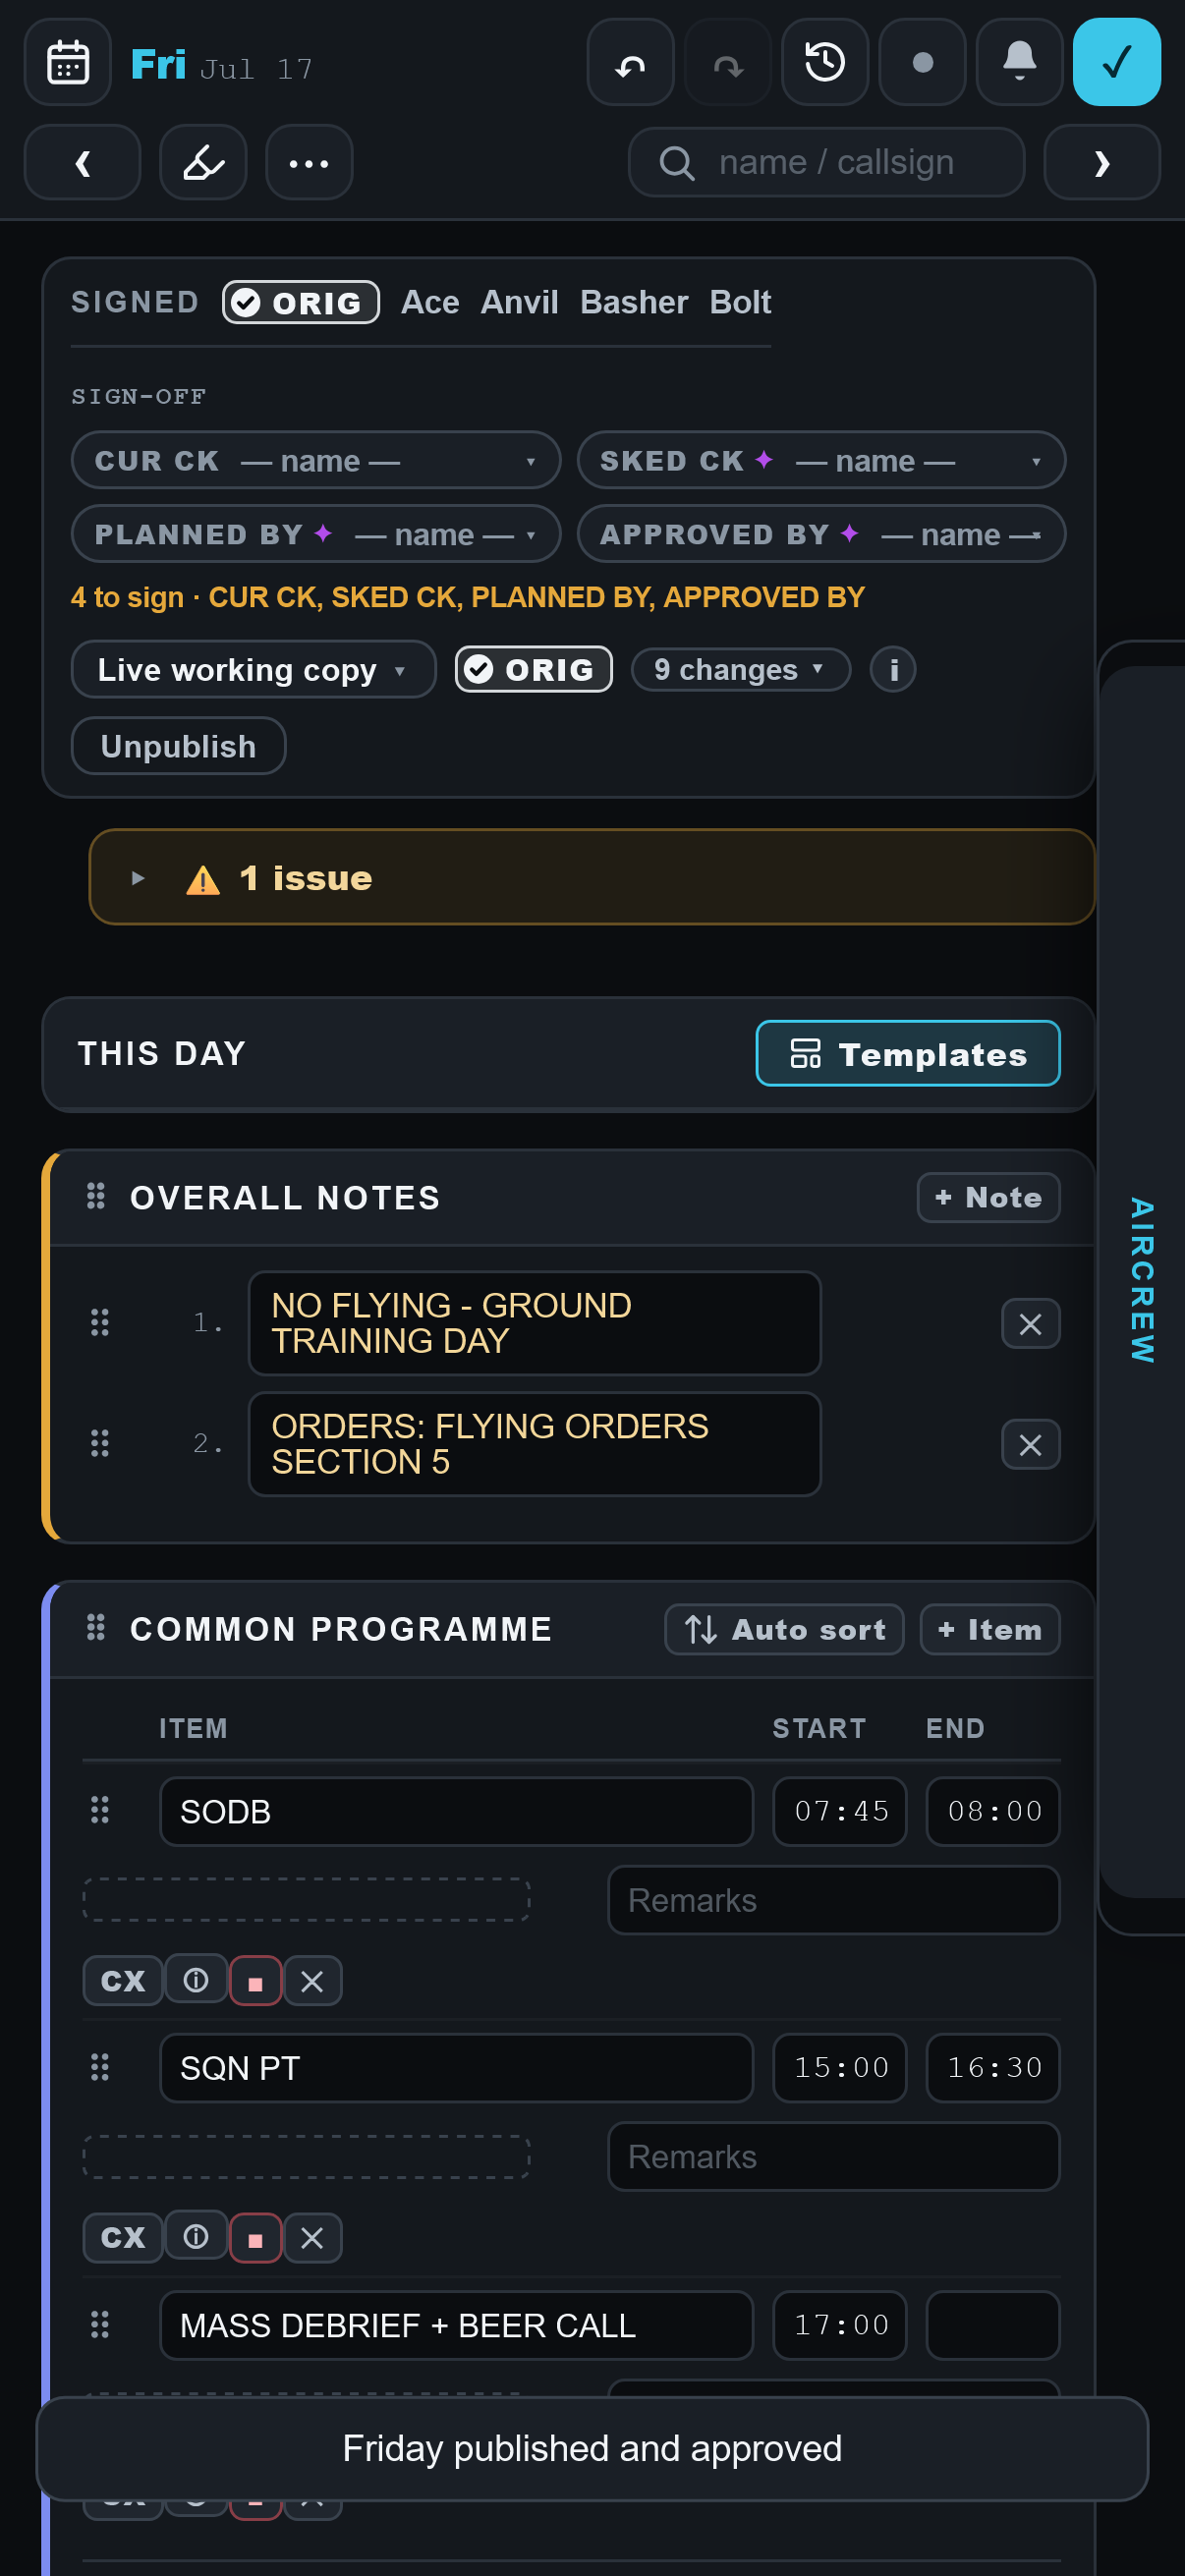 Fri Jul 17
name / callsign
SIGNED ORIG Ace Anvil Basher Bolt
SIGN-OFF
CUR CK — name —
SKED CK — name —
PLANNED BY — name —
APPROVED BY — name —
4 to sign · CUR CK, SKED CK, PLANNED BY, APPROVED BY
Live working copy ORIG 9 changes i
Unpublish
1 issue
THIS DAY Templates
AIRCREW
OVERALL NOTES + Note
1. NO FLYING - GROUND
TRAINING DAY
2. ORDERS: FLYING ORDERS
SECTION 5
COMMON PROGRAMME Auto sort + Item
ITEM START END
SODB 07:45 08:00
Remarks
CX
SQN PT 15:00 16:30
Remarks
CX
MASS DEBRIEF + BEER CALL 17:00
Friday published and approved